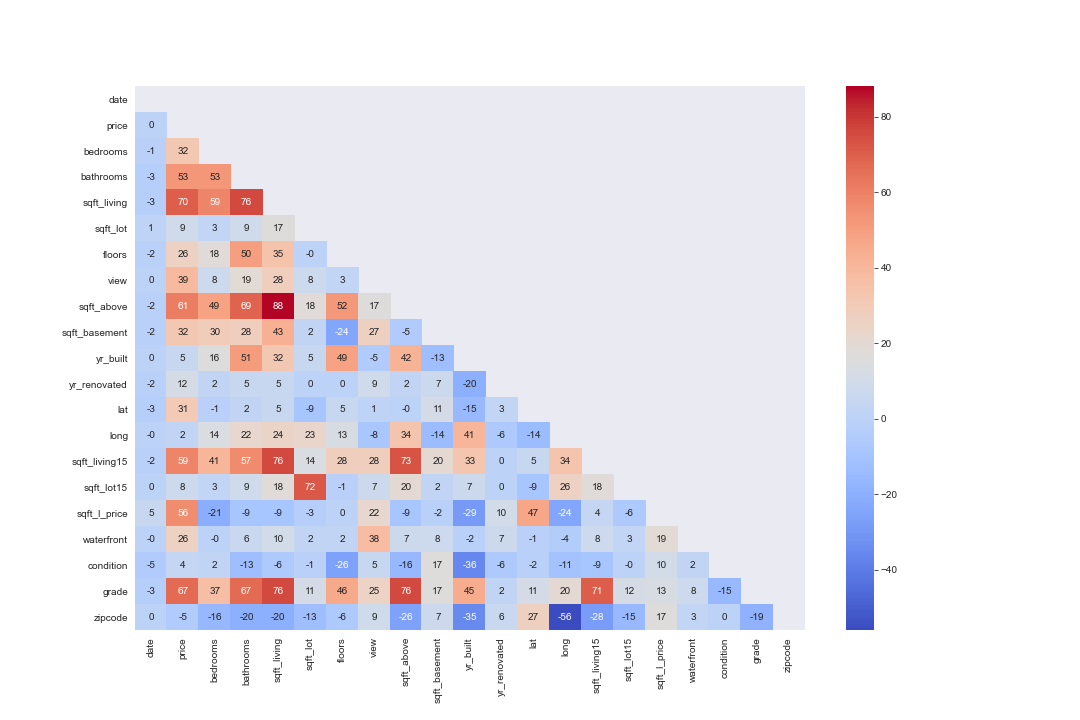 date
price 0
bedrooms -1 32
bathrooms -3 53 53
sqft_living -3 70 59 76
sqft_lot 1 9 3 9 17
floors -2 26 18 50 35 -0
view 0 39 8 19 28 8 3
sqft_above -2 61 49 69 88 18 52 17
sqft_basement -2 32 30 28 43 2 -24 27 -5
yr_built 0 5 16 51 32 5 49 -5 42 -13
yr_renovated -2 12 2 5 5 0 0 9 2 7 -20
lat -3 31 -1 2 5 -9 5 1 -0 11 -15 3
long -0 2 14 22 24 23 13 -8 34 -14 41 -6 -14
sqft_living15 -2 59 41 57 76 14 28 28 73 20 33 0 5 34
sqft_lot15 0 8 3 9 18 72 -1 7 20 2 7 0 -9 26 18
sqft_l_price 5 56 -21 -9 -9 -3 0 22 -9 -2 -29 10 47 -24 4 -6
waterfront -0 26 -0 6 10 2 2 38 7 8 -2 7 -1 -4 8 3 19
condition -5 4 2 -13 -6 -1 -26 5 -16 17 -36 -6 -2 -11 -9 -0 10 2
grade -3 67 37 67 76 11 46 25 76 17 45 2 11 20 71 12 13 8 -15
zipcode 0 -5 -16 -20 -20 -13 -6 9 -26 7 -35 6 27 -56 -28 -15 17 3 0 -19
date price bedrooms bathrooms sqft_living sqft_lot floors view sqft_above sqft_basement yr_built yr_renovated lat long sqft_living15 sqft_lot15 sqft_l_price waterfront condition grade zipcode
80
60
40
20
0
−20
−40